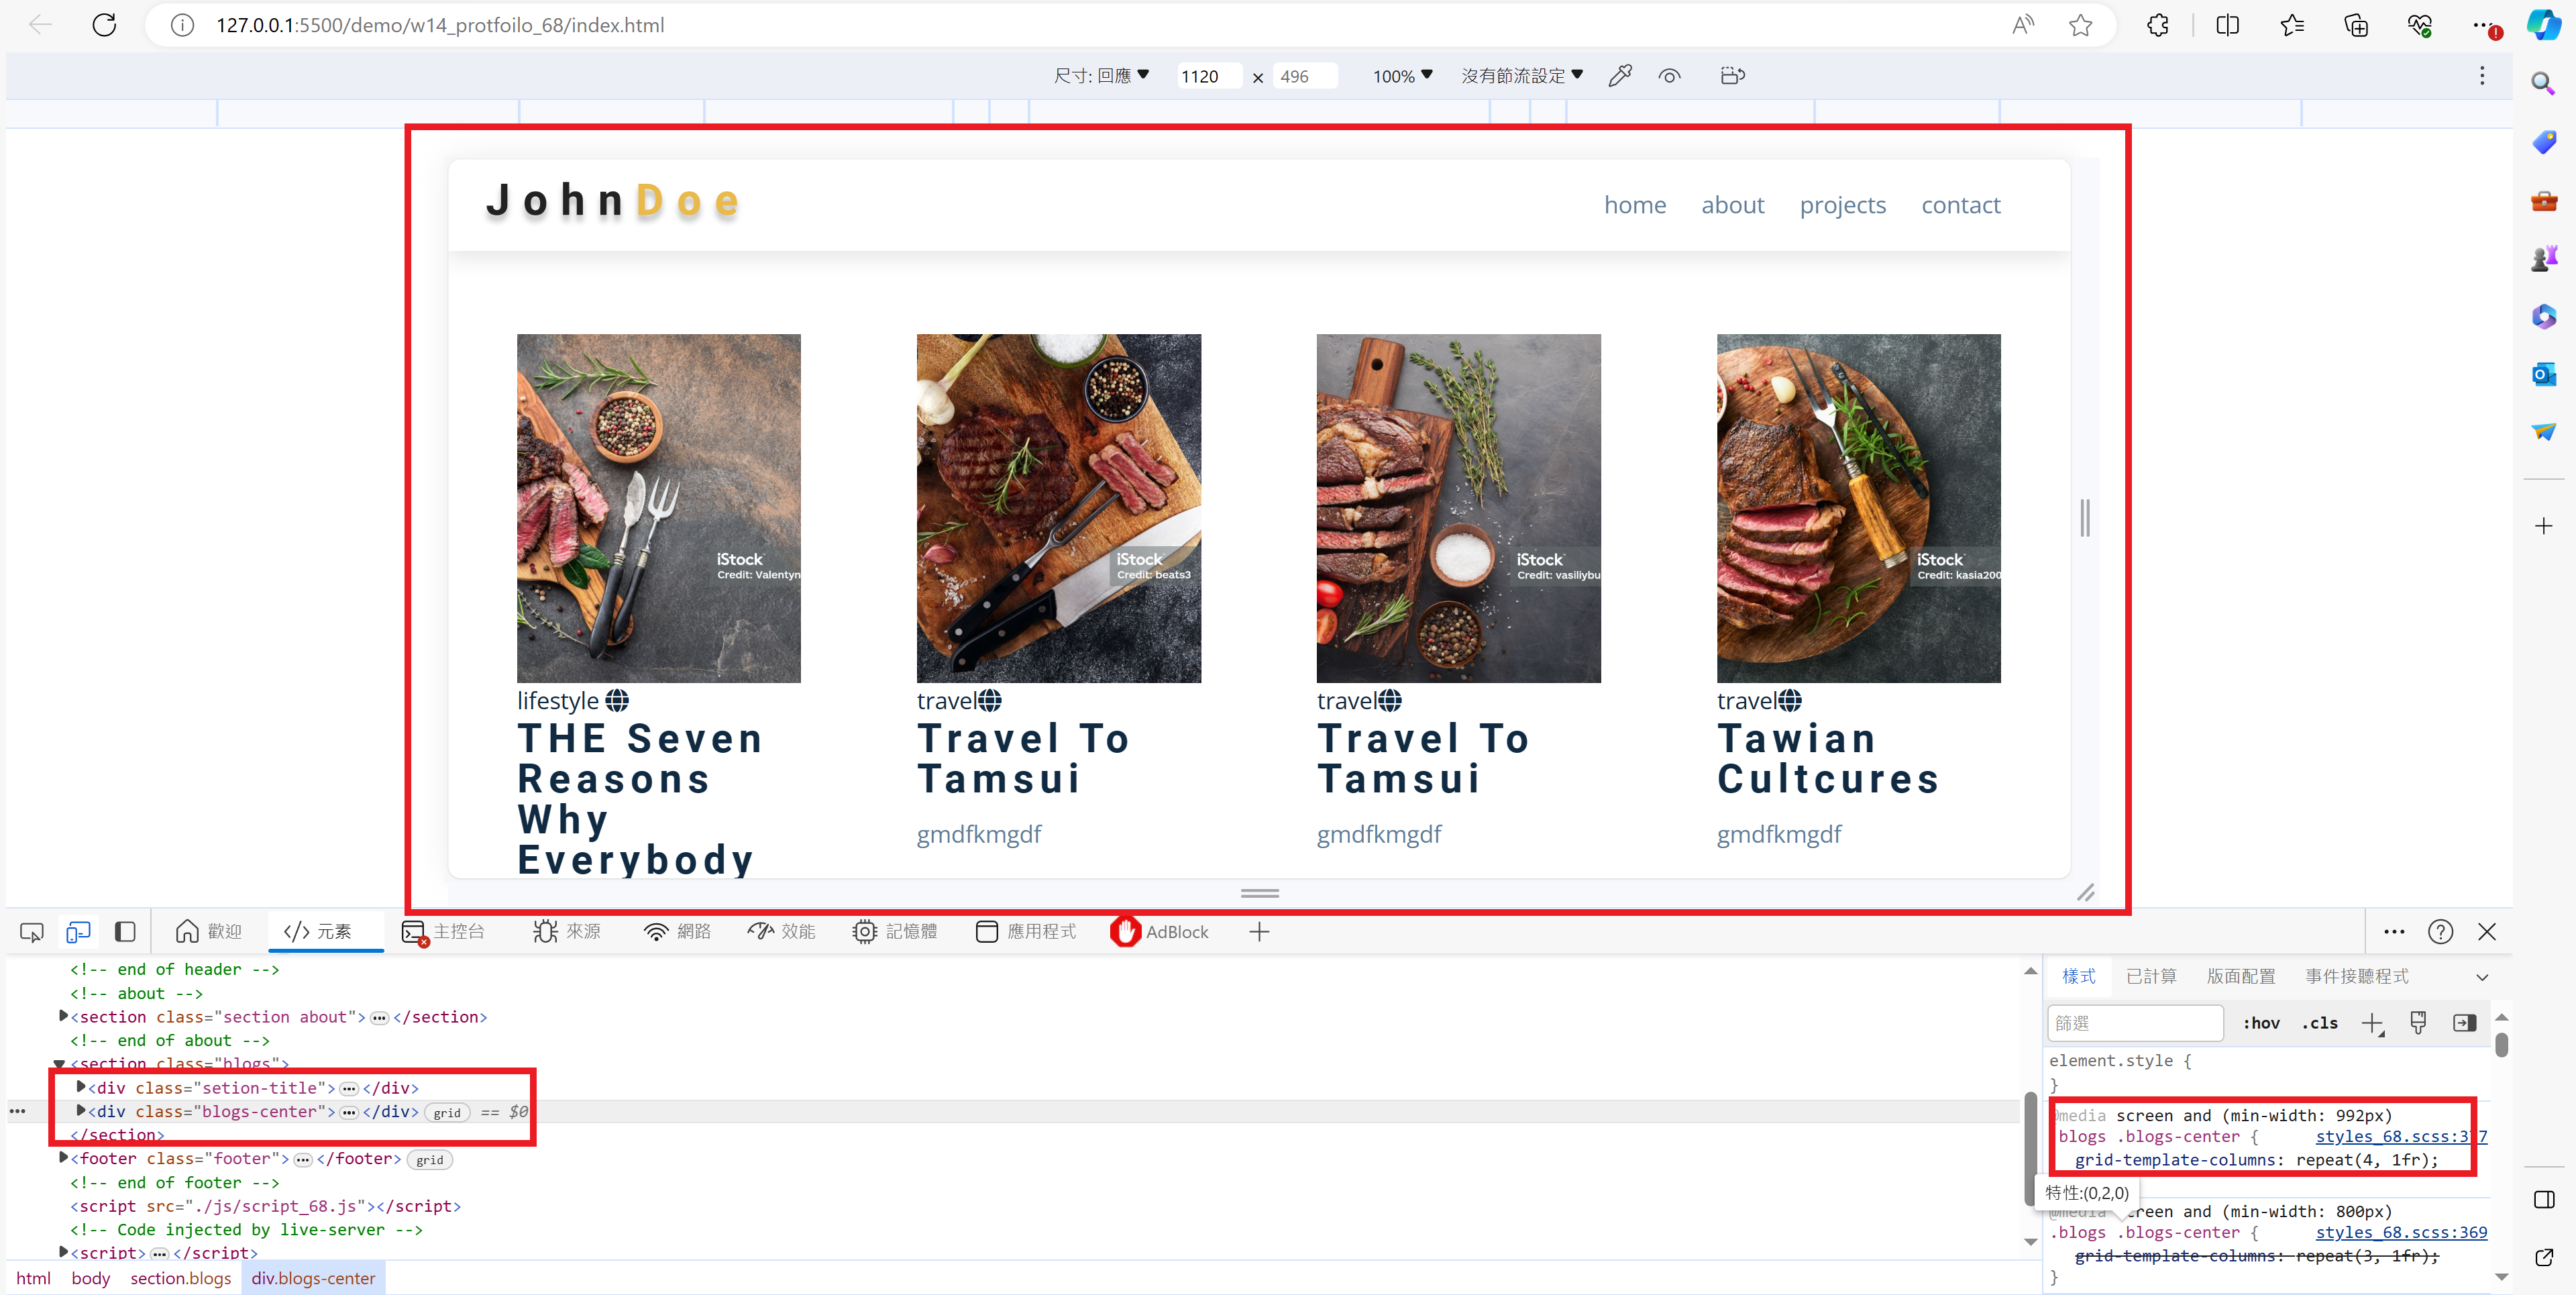 127.0.0.1:5500/demo/w14_protfoilo_68/index.html
尺寸: 回應 1120 × 496 100% 沒有節流設定
JohnDoe
home about projects contact
iStock
Credit: Valentyn
iStock
Credit: beats3
iStock
Credit: vasiliybu
iStock
Credit: kasia200
lifestyle
THE Seven
Reasons
Why
Everybody
travel
Travel To
Tamsui
gmdfkmgdf
travel
Travel To
Tamsui
gmdfkmgdf
travel
Tawian
Cultcures
gmdfkmgdf
歡迎 </> 元素 主控台 來源 網路 效能 記憶體 應用程式 AdBlock
<!-- end of header -->
<!-- about -->
<section class="section about"> ... </section>
<!-- end of about -->
<section class="blogs">
<div class="setion-title"> ... </div>
<div class="blogs-center"> ... </div> grid == $0
</section>
<footer class="footer"> ... </footer> grid
<!-- end of footer -->
<script src="./js/script_68.js"></script>
<!-- Code injected by live-server -->
<script> ... </script>
html body section.blogs div.blogs-center
樣式 已計算 版面配置 事件接聽程式
篩選 :hov .cls
element.style {
}
@media screen and (min-width: 992px)
.blogs .blogs-center { styles_68.scss:377
grid-template-columns: repeat(4, 1fr);
特性:(0,2,0)
@media screen and (min-width: 800px)
.blogs .blogs-center { styles_68.scss:369
grid-template-columns: repeat(3, 1fr);
}